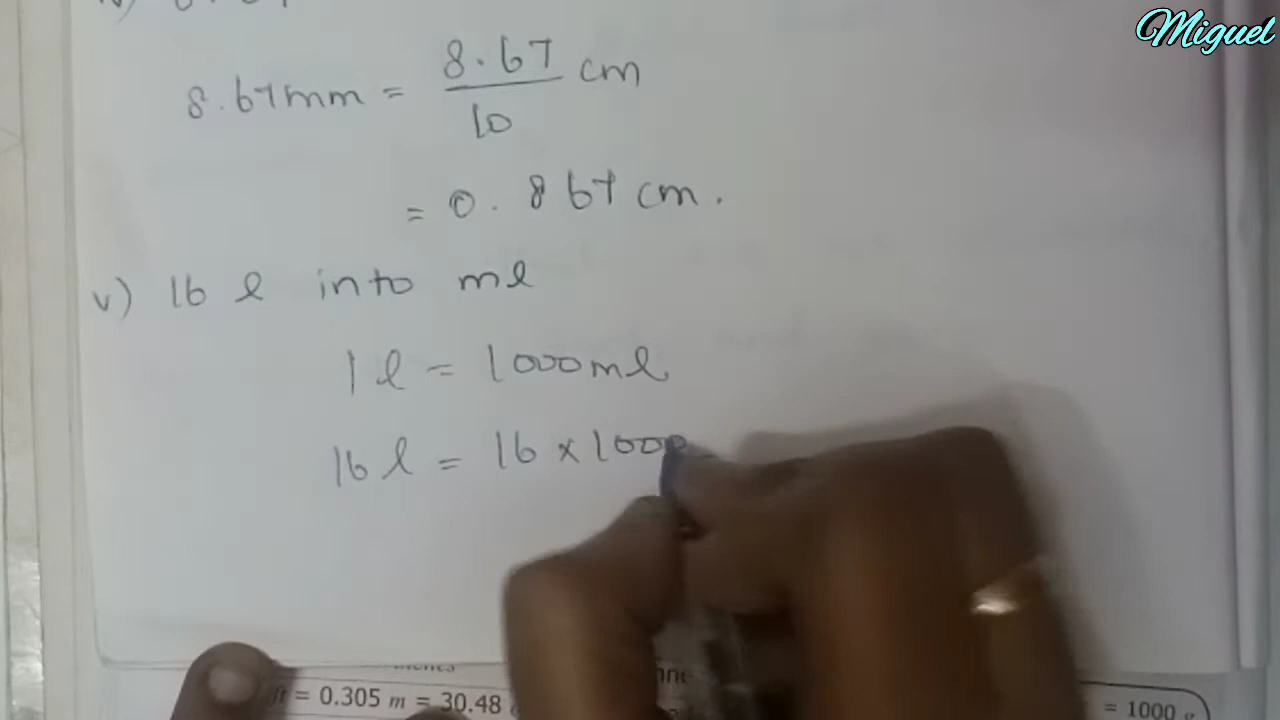 Miguel
8.67mm = 8.67/10 cm
= 0.867 cm.
v) 16 l into ml
1 l = 1000ml
16 l = 16 x 1000
ft = 0.305 m = 30.48
= 1000 g